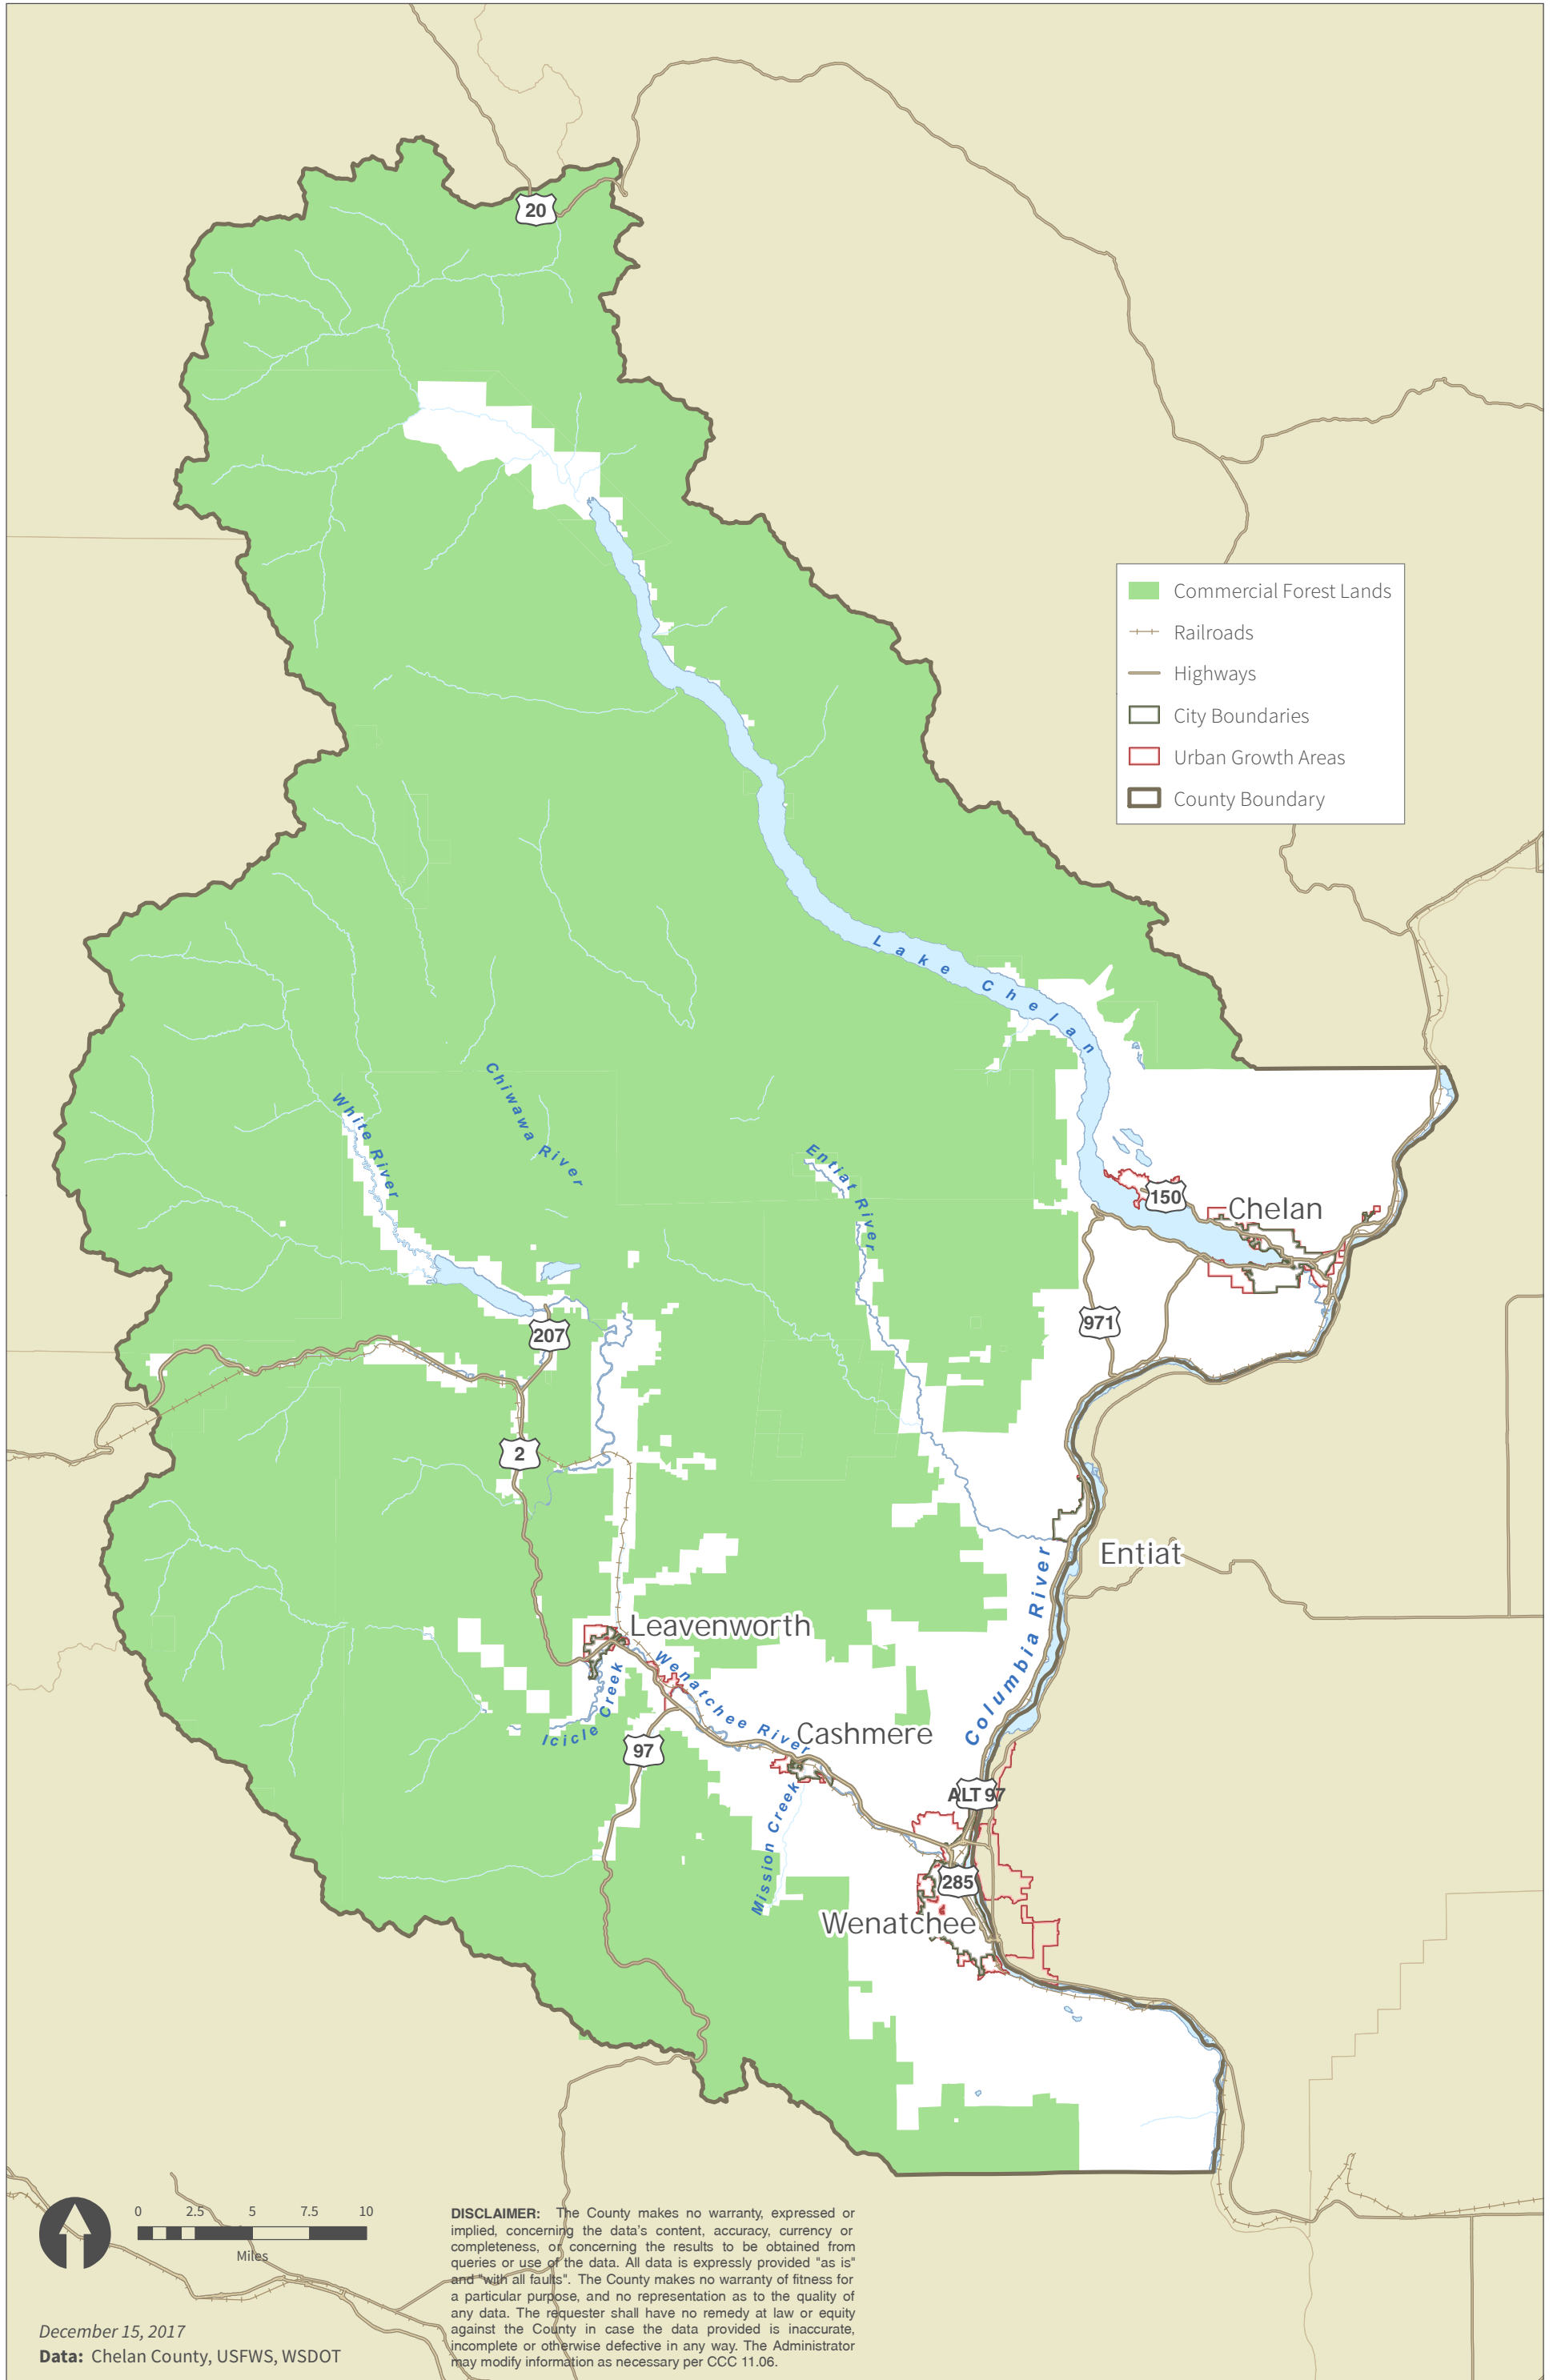 20
Commercial Forest Lands
Railroads
Highways
City Boundaries
Urban Growth Areas
County Boundary
Lake Chelan
Chiwawa River
White River
Entiat River
150
Chelan
207
971
2
Entiat
Columbia River
Leavenworth
Wenatchee River
Icicle Creek
Cashmere
97
ALT 97
Mission Creek
285
Wenatchee
0 2.5 5 7.5 10
Miles
DISCLAIMER: The County makes no warranty, expressed or
implied, concerning the data's content, accuracy, currency or
completeness, or concerning the results to be obtained from
queries or use of the data. All data is expressly provided "as is"
and "with all faults". The County makes no warranty of fitness for
a particular purpose, and no representation as to the quality of
any data. The requester shall have no remedy at law or equity
against the County in case the data provided is inaccurate,
incomplete or otherwise defective in any way. The Administrator
may modify information as necessary per CCC 11.06.
December 15, 2017
Data: Chelan County, USFWS, WSDOT